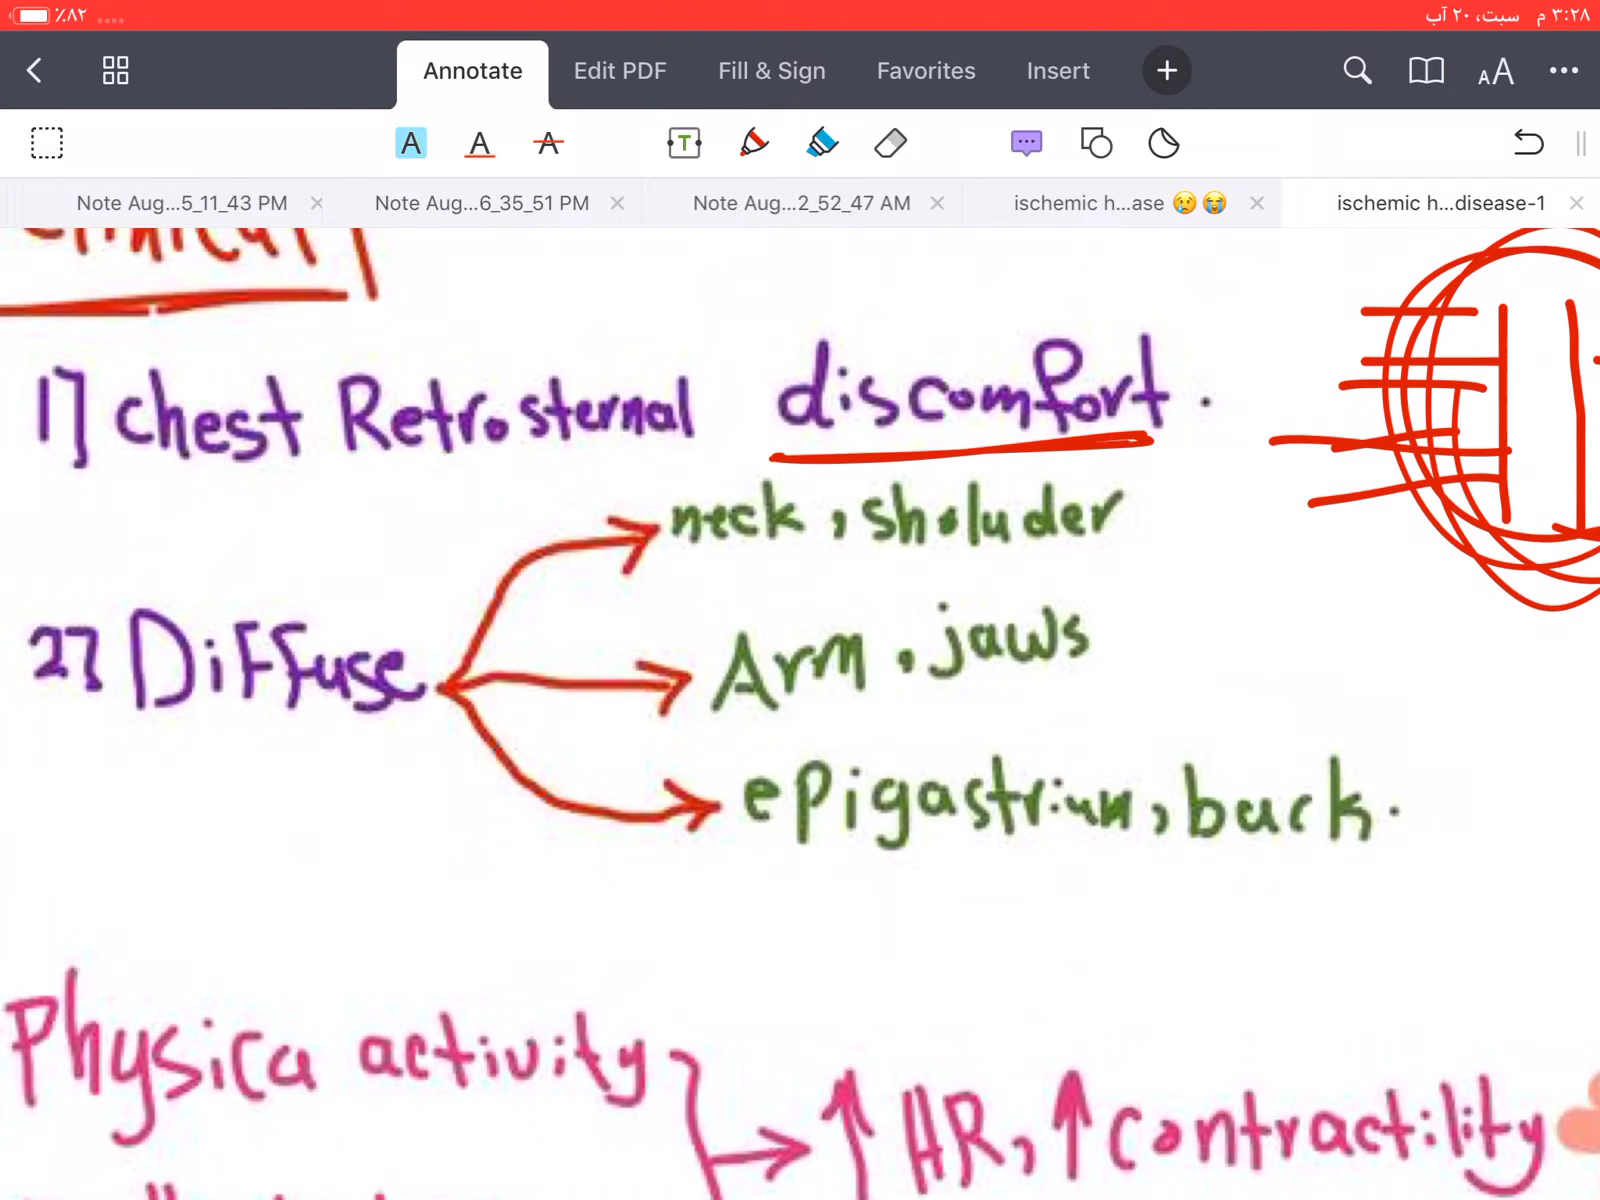 ٪٨٢ سبت، ٢٠ آب ٣:٢٨ م
Annotate Edit PDF Fill & Sign Favorites Insert
Note Aug...5_11_43 PM Note Aug...6_35_51 PM Note Aug...2_52_47 AM ischemic h...ase 😢 😭 ischemic h...disease-1
Clinical
1] Chest Retrosternal discomfort.
neck, sholuder
2] Diffuse
Arm, jaws
epigastrium, back.
Physica activity
↑ HR, ↑ contractility